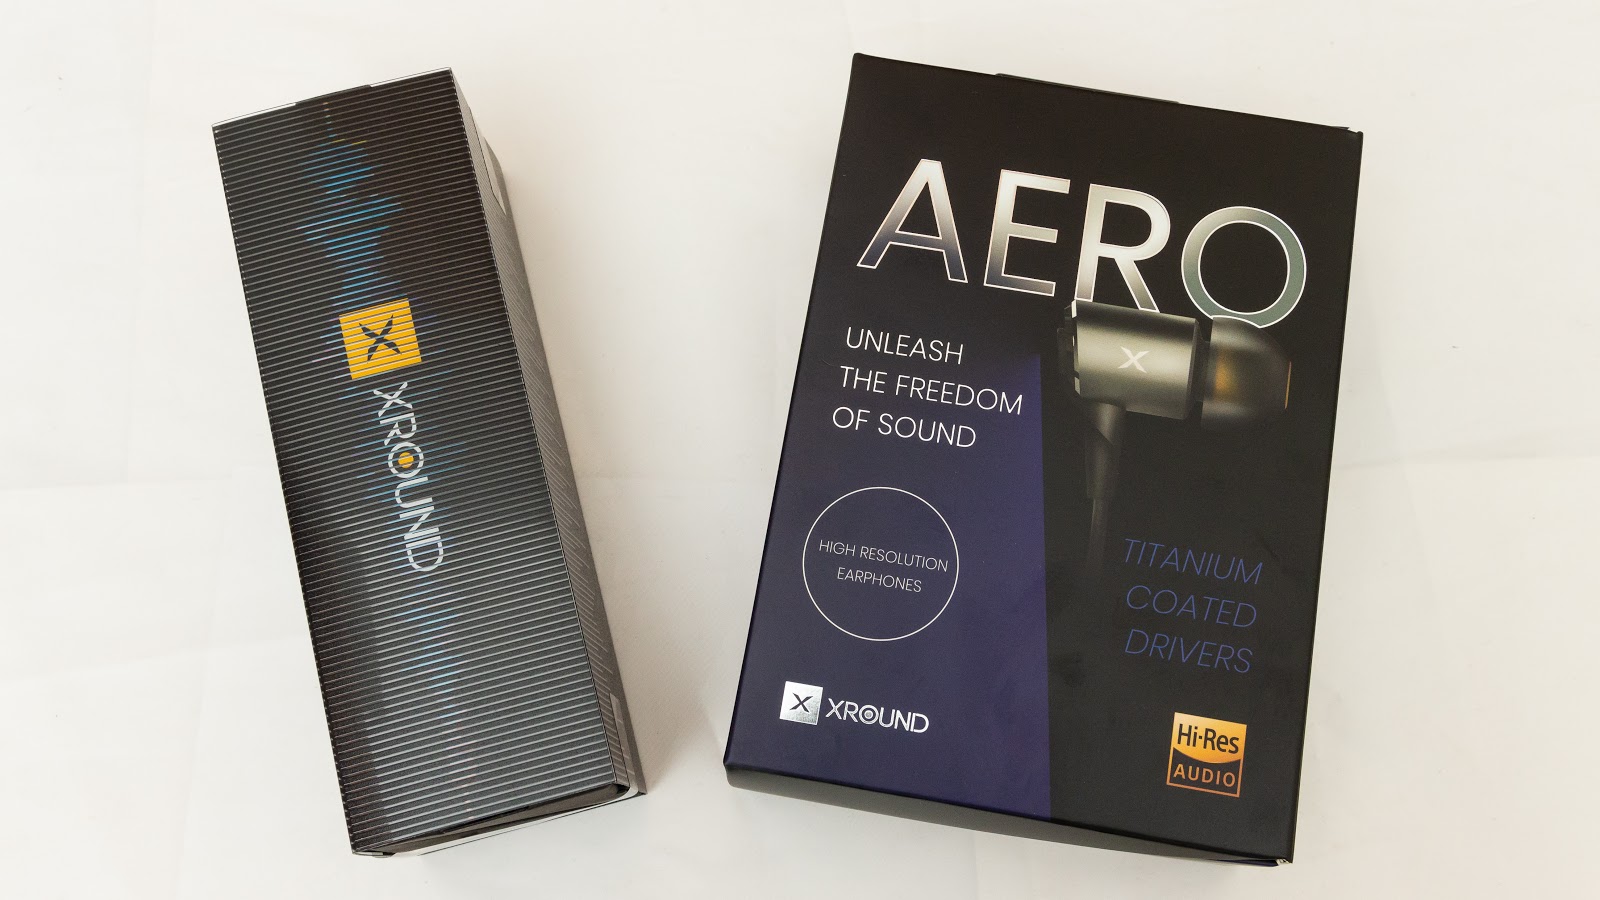 X
XROUND
AERO
UNLEASH
THE FREEDOM
OF SOUND
X
HIGH RESOLUTION
EARPHONES
TITANIUM
COATED
DRIVERS
X XROUND
Hi-Res
AUDIO